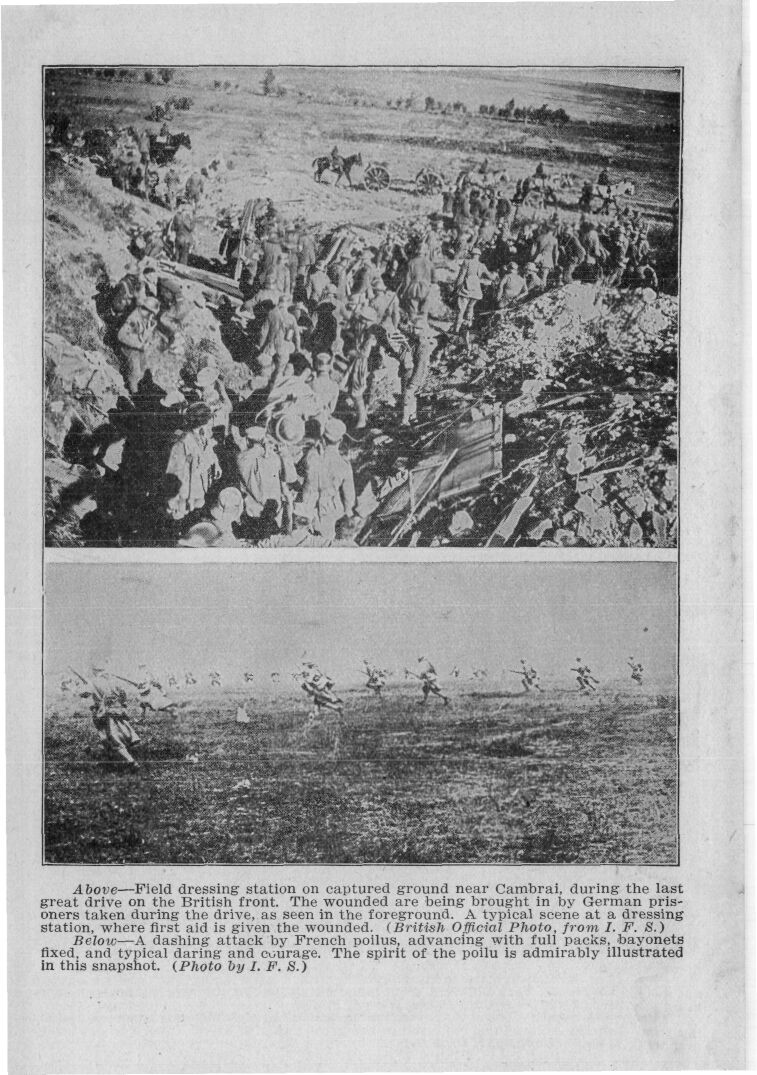 Above—Field dressing station on captured ground near Cambrai, during the last
great drive on the British front. The wounded are being brought in by German pris-
oners taken during the drive, as seen in the foreground. A typical scene at a dressing
station, where first aid is given the wounded. (British Official Photo, from I. F. S.)
Below—A dashing attack by French poilus, advancing with full packs, bayonets
fixed, and typical daring and courage. The spirit of the poilu is admirably illustrated
in this snapshot. (Photo by I. F. S.)